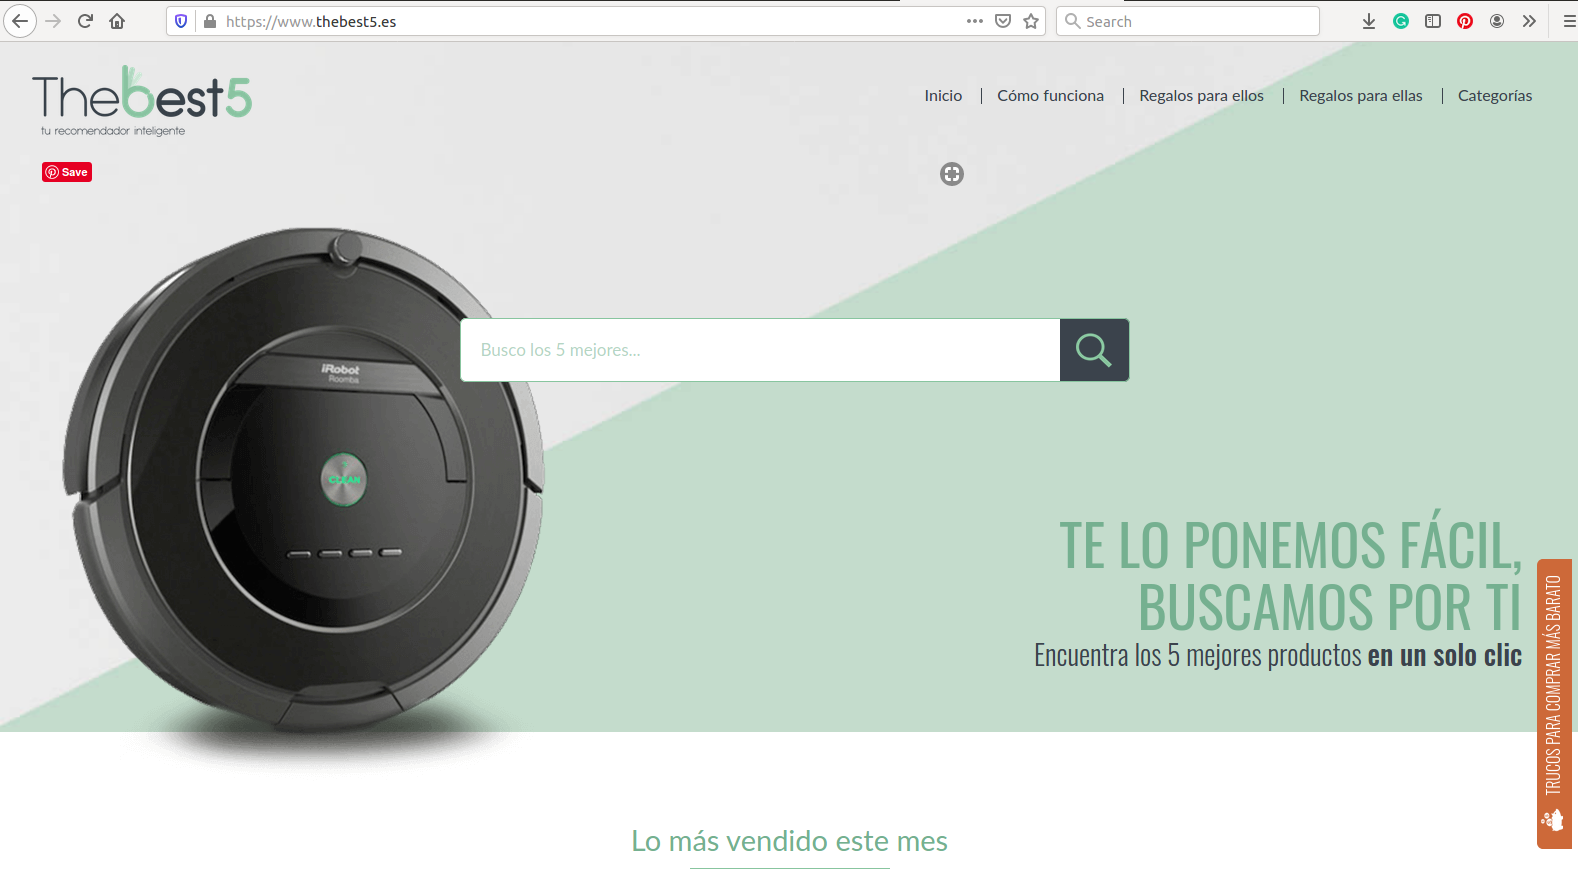 https://www.thebest5.es
Search
Thebest5
tu recomendador inteligente
Inicio
Cómo funciona
Regalos para ellos
Regalos para ellas
Categorías
Save
iRobot
Roomba
Busco los 5 mejores...
CLEAN
TE LO PONEMOS FÁCIL,
BUSCAMOS POR TI
Encuentra los 5 mejores productos en un solo clic
TRUCOS PARA COMPRAR MÁS BARATO
Lo más vendido este mes